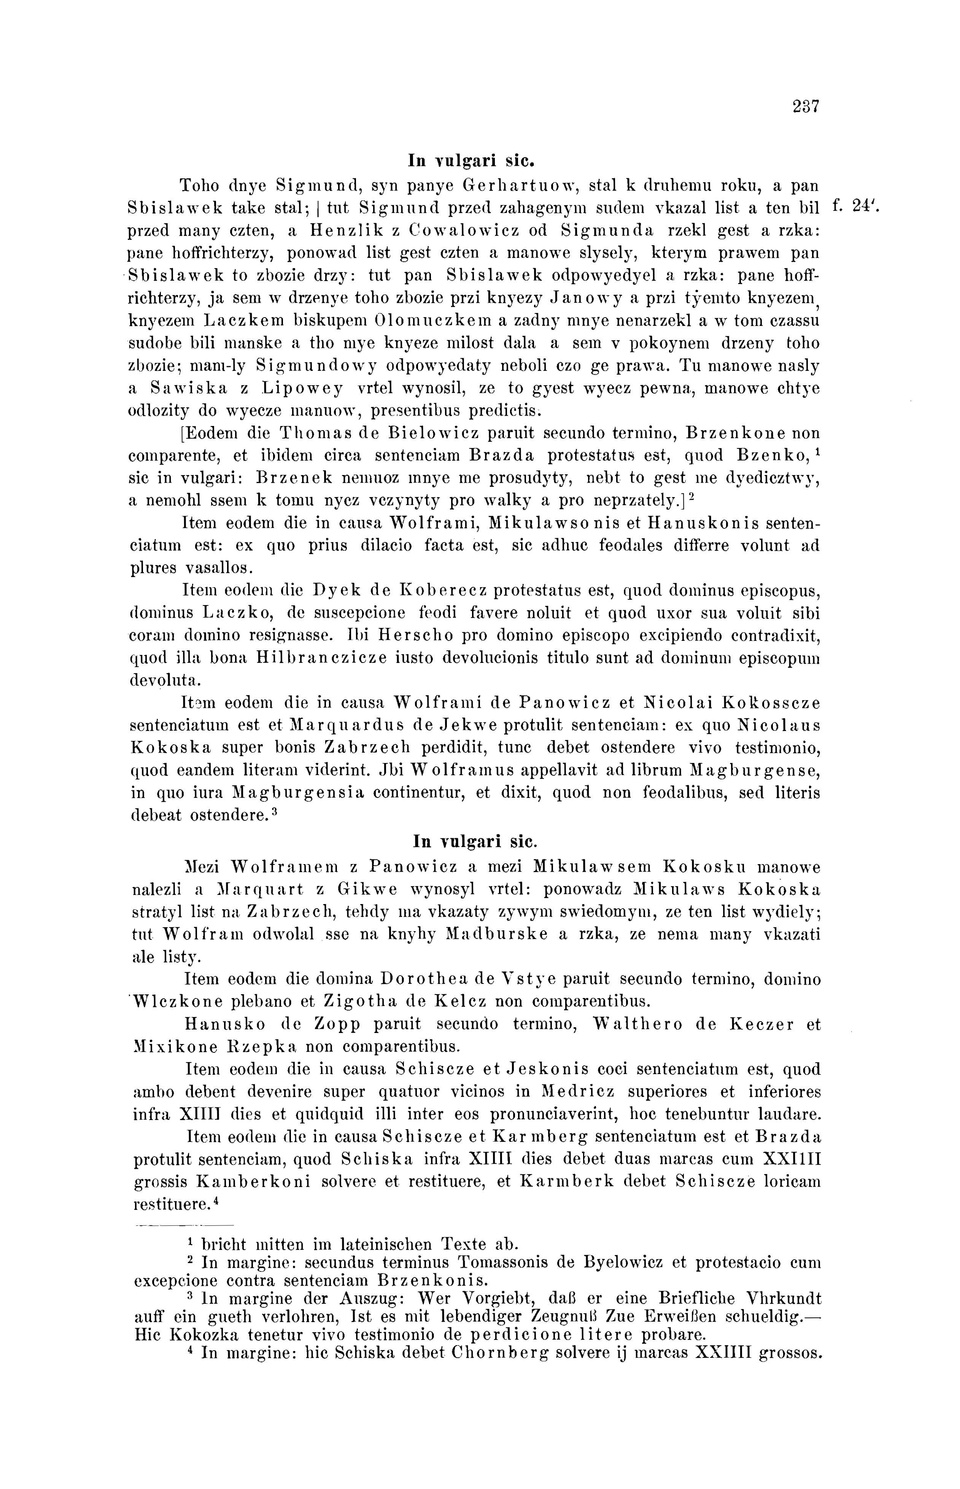 237
In vulgari sic.
Toho dnye Sigmund, syn panye Gerhartuow, stal k druhemu roku, a pan
Sbislawek take stal; | tut Sigmund przed zahagenym sudem vkazal list a ten bil f. 24'.
przed many czten, a Henzlik z Cowalowicz od Sigmunda rzekl gest a rzka:
pane hoffrichterzy, ponowad list gest czten a manowe slysely, kterym prawem pan
Sbislawek to zbozie drzy: tut pan Sbislawek odpowyedyel a rzka: pane hoff-
richterzy, ja sem w drzenye toho zbozie przi knyezy Janowy a przi týemto knyezem,
knyezem Laczkem biskupem Olomuczkem a zadny mnye nenarzekl a w tom czassu
sudobe bili manske a tho mye knyeze milost dala a sem v pokoynem drzeny toho
zbozie; mam-ly Sigmundowy odpowyedaty neboli czo ge prawa. Tu manowe nasly
a Sawiska z Lipowey vrtel wynosil, ze to gyest wyecz pewna, manowe chtye
odlozity do wyecze manuow, presentibus predictis.
[Eodem die Thomas de Bielowicz paruit secundo termino, Brzenkone non
comparente, et ibidem circa sentenciam Brazda protestatus est, quod Bzenko, ¹
sic in vulgari: Brzenek nemuoz mnye me prosudyty, nebt to gest me dyedicztwy,
a nemohl ssem k tomu nycz vczynyty pro walky a pro neprzately.] ²
Item eodem die in causa Wolframi, Mikulawsonis et Hanuskonis senten-
ciatum est: ex quo prius dilacio facta est, sic adhuc feodales differre volunt ad
plures vasallos.
Item eodem die Dyek de Koberecz protestatus est, quod dominus episcopus,
dominus Laczko, de suscepcione feodi favere noluit et quod uxor sua voluit sibi
coram domino resignasse. Ibi Herscho pro domino episcopo excipiendo contradixit,
quod illa bona Hilbranczicze iusto devolucionis titulo sunt ad dominum episcopum
devoluta.
Item eodem die in causa Wolframi de Panowicz et Nicolai Kokosscze
sentenciatum est et Marquardus de Jekwe protulit sentenciam: ex quo Nicolaus
Kokoska super bonis Zabrzech perdidit, tunc debet ostendere vivo testimonio,
quod eandem literam viderint. Jbi Wolframus appellavit ad librum Magburgense,
in quo iura Magburgensia continentur, et dixit, quod non feodalibus, sed literis
debeat ostendere. ³
In vulgari sic.
Mezi Wolframem z Panowicz a mezi Mikulawsem Kokosku manowe
nalezli a Marquart z Gikwe wynosyl vrtel: ponowadz Mikulaws Kokoska
stratyl list na Zabrzech, tehdy ma vkazaty zywym swiedomym, ze ten list wydiely;
tut Wolfram odwolal sse na knyhy Madburske a rzka, ze nema many vkazati
ale listy.
Item eodem die domina Dorothea de Vstye paruit secundo termino, domino
Wlczkone plebano et Zigotha de Kelcz non comparentibus.
Hanusko de Zopp paruit secundo termino, Walthero de Keczer et
Mixikone Rzepka non comparentibus.
Item eodem die in causa Schiscze et Jeskonis coci sentenciatum est, quod
ambo debent devenire super quatuor vicinos in Medricz superiores et inferiores
infra XIIII dies et quidquid illi inter eos pronunciaverint, hoc tenebuntur laudare.
Item eodem die in causa Schiscze et Karmberg sentenciatum est et Brazda
protulit sentenciam, quod Schiska infra XIIII dies debet duas marcas cum XXIIII
grossis Kamberkoni solvere et restituere, et Karmberk debet Schiscze loricam
restituere. ⁴
¹ bricht mitten im lateinischen Texte ab.
² In margine: secundus terminus Tomassonis de Byelowicz et protestacio cum
excepcione contra sentenciam Brzenkonis.
³ In margine der Auszug: Wer Vorgiebt, daß er eine Briefliche Vhrkundt
auff ein gueth verlohren, Ist es mit lebendiger Zeugnuß Zue Erweißen schueldig.—
Hic Kokozka tenetur vivo testimonio de perdicione litere probare.
⁴ In margine: hic Schiska debet Chornberg solvere ij marcas XXIIII grossos.